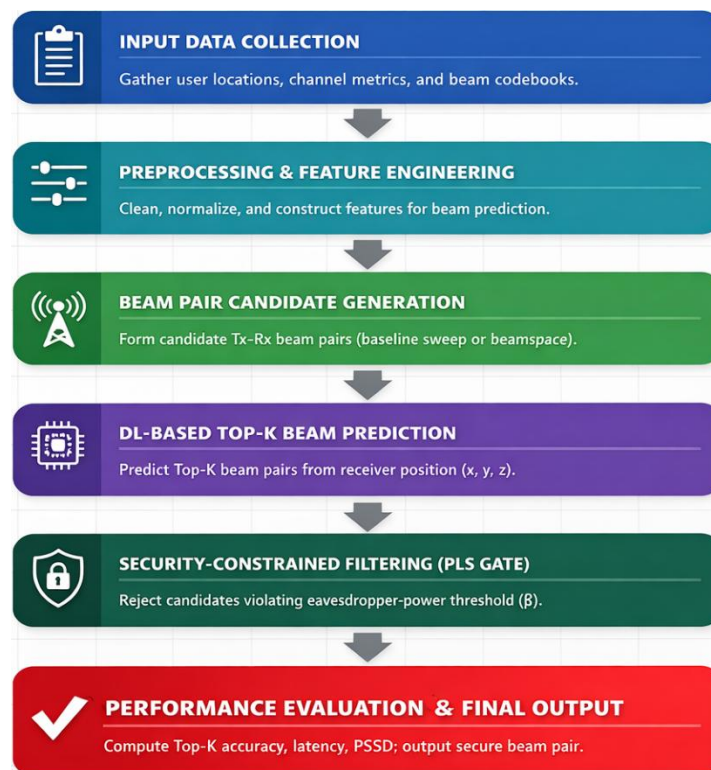 INPUT DATA COLLECTION
Gather user locations, channel metrics, and beam codebooks.
PREPROCESSING & FEATURE ENGINEERING
Clean, normalize, and construct features for beam prediction.
BEAM PAIR CANDIDATE GENERATION
Form candidate Tx-Rx beam pairs (baseline sweep or beamspace).
DL-BASED TOP-K BEAM PREDICTION
Predict Top-K beam pairs from receiver position (x, y, z).
SECURITY-CONSTRAINED FILTERING (PLS GATE)
Reject candidates violating eavesdropper-power threshold (β).
PERFORMANCE EVALUATION & FINAL OUTPUT
Compute Top-K accuracy, latency, PSSD; output secure beam pair.